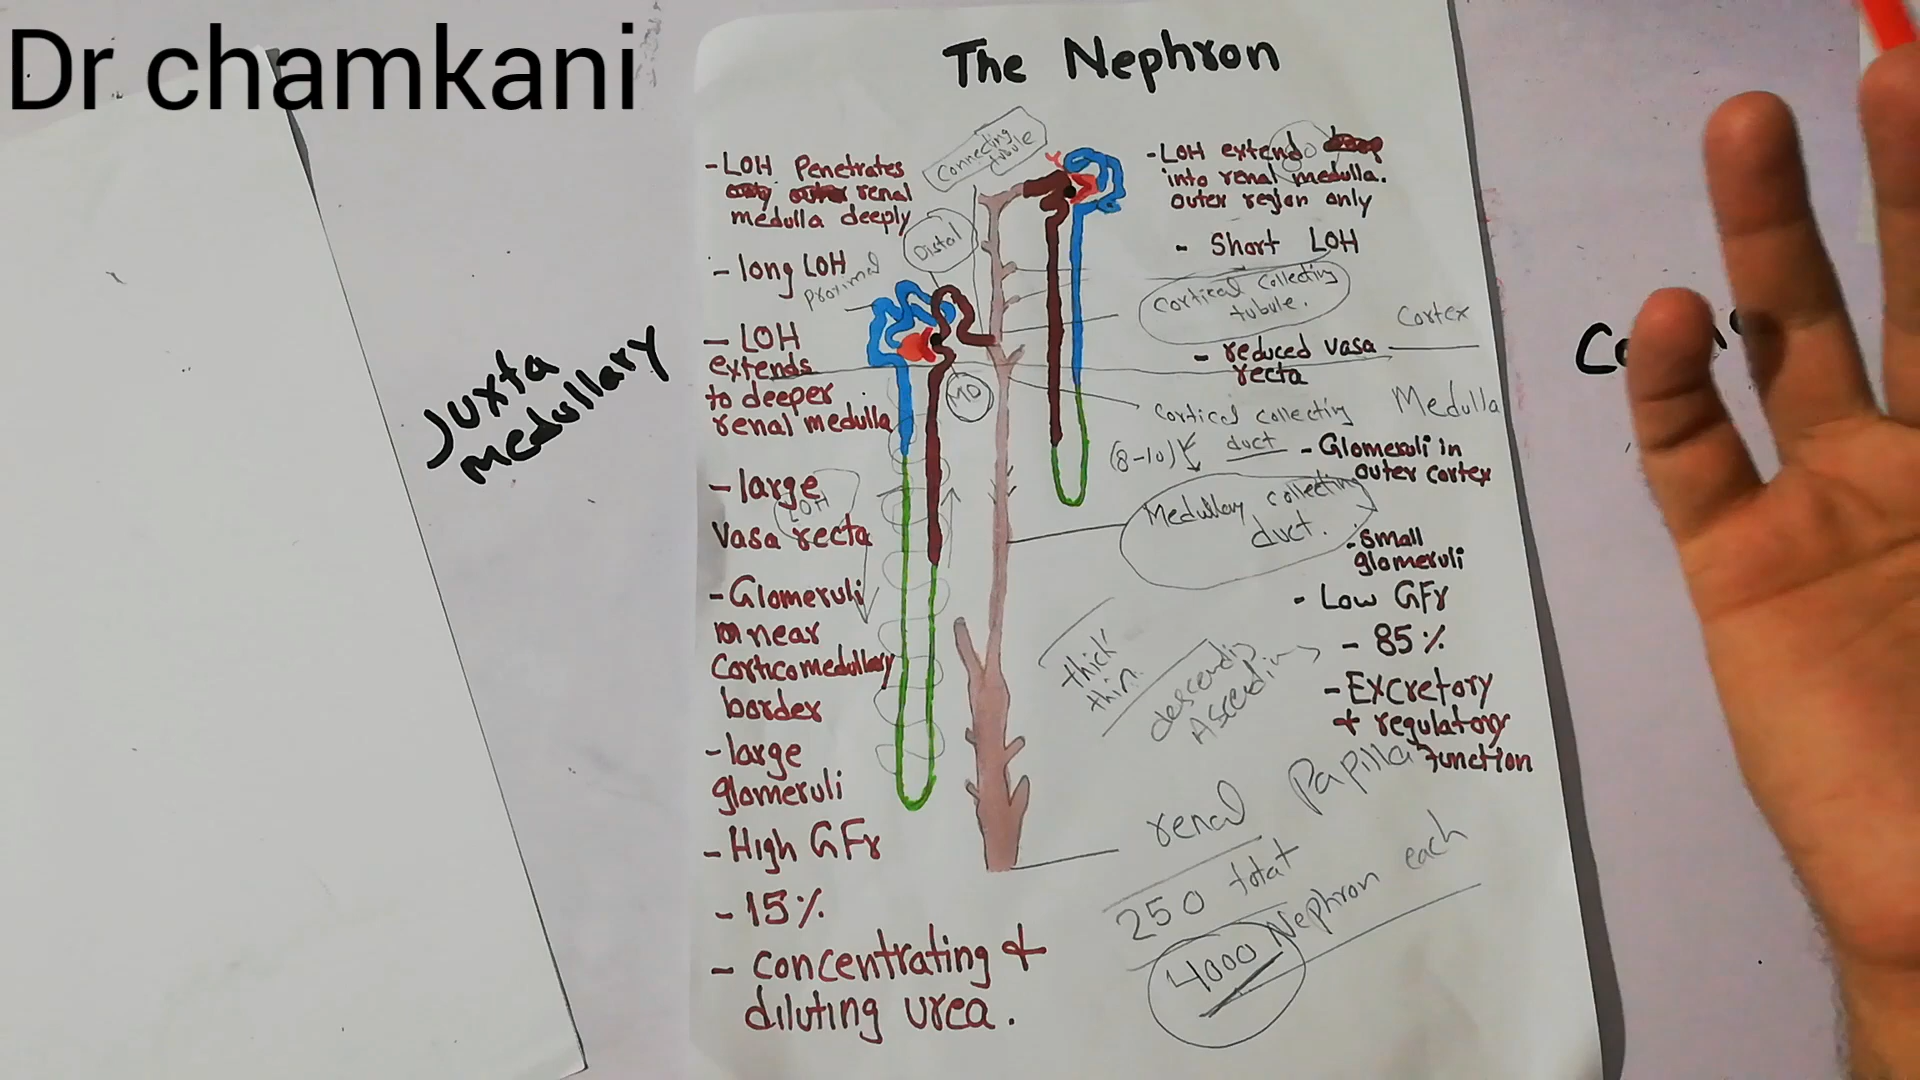 Dr chamkani
The Nephron
Juxta
medullary
-LOH Penetrates
renal
medulla deeply
- long LOH
- LOH
extends
to deeper
renal medulla
- large
Vasa recta
- Glomeruli
near
Corticomedullary
border
- large
glomeruli
- High GFr
- 15%
- concentrating +
diluting urea.
Connecting
tubule
Distal
proximal
MD
LOH
-LOH extends
into renal medulla.
outer region only
- Short LOH
Cortical Collecting
tubule.
- reduced vasa
recta
Cortex
Medulla
Cortical collecting
duct
(8-10)
- Glomeruli in
outer cortex
Medullary collecting
duct.
- small
glomeruli
- Low GFr
- 85%
- Excretory
+ regulatory
function
thick
thin
descending
Ascending
renal Papilla
250 total
4000 Nephron each